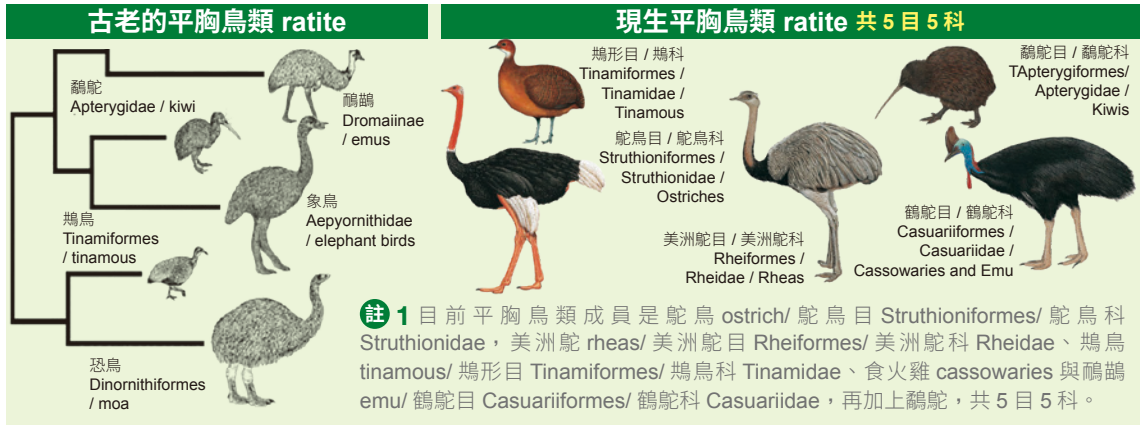 古老的平胸鳥類 ratite
鷸鴕
Apterygidae / kiwi
鴯鶓
Dromaiinae
/ emus
象鳥
Aepyornithidae
/ elephant birds
鴂鳥
Tinamiformes
/ tinamous
恐鳥
Dinornithiformes
/ moa
現生平胸鳥類 ratite 共 5 目 5 科
鴂形目 / 鴂科
Tinamiformes /
Tinamidae /
Tinamous
鴕鳥目 / 鴕鳥科
Struthioniformes /
Struthionidae /
Ostriches
美洲鴕目 / 美洲鴕科
Rheiformes /
Rheidae / Rheas
鷸鴕目 / 鷸鴕科
TApterygiformes/
Apterygidae /
Kiwis
鶴鴕目 / 鶴鴕科
Casuariiformes /
Casuariidae /
Cassowaries and Emu
註 1 目前平胸鳥類成員是鴕鳥 ostrich/ 鴕鳥目 Struthioniformes/ 鴕鳥科
Struthionidae，美洲鴕 rheas/ 美洲鴕目 Rheiformes/ 美洲鴕科 Rheidae、鴂鳥
tinamous/ 鴂形目 Tinamiformes/ 鴂鳥科 Tinamidae、食火雞 cassowaries 與鴯鶓
emu/ 鶴鴕目 Casuariiformes/ 鶴鴕科 Casuariidae，再加上鷸鴕，共 5 目 5 科。